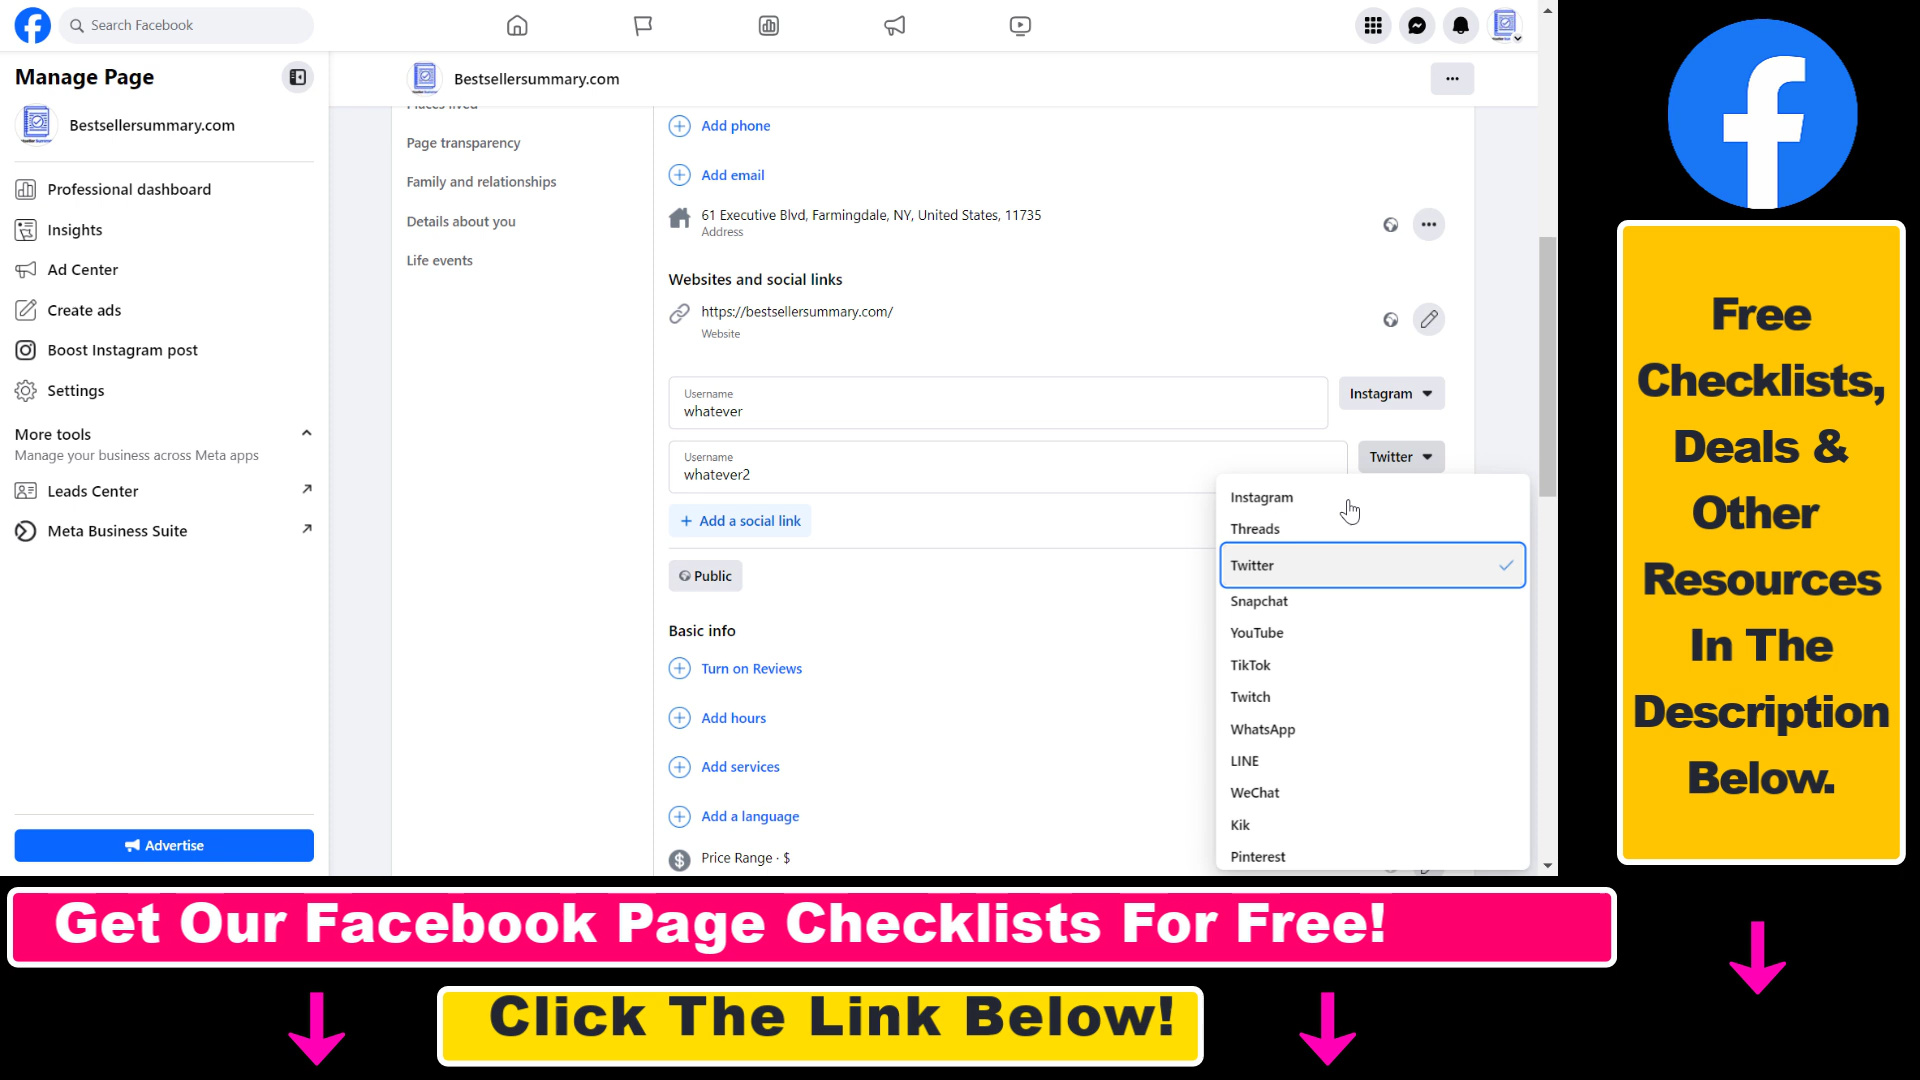 Search Facebook
Manage Page
Bestsellersummary.com
Professional dashboard
Insights
Ad Center
Create ads
Boost Instagram post
Settings
More tools
Manage your business across Meta apps
Leads Center
Meta Business Suite
Advertise
Bestsellersummary.com
Places lived
Page transparency
Family and relationships
Details about you
Life events
Add phone
Add email
61 Executive Blvd, Farmingdale, NY, United States, 11735
Address
Websites and social links
https://bestsellersummary.com/
Website
Username
whatever
Instagram
Username
whatever2
Twitter
+ Add a social link
Public
Basic info
Turn on Reviews
Add hours
Add services
Add a language
Price Range · $
Instagram
Threads
Twitter
Snapchat
YouTube
TikTok
Twitch
WhatsApp
LINE
WeChat
Kik
Pinterest
Free
Checklists,
Deals &
Other
Resources
In The
Description
Below.
Get Our Facebook Page Checklists For Free!
Click The Link Below!